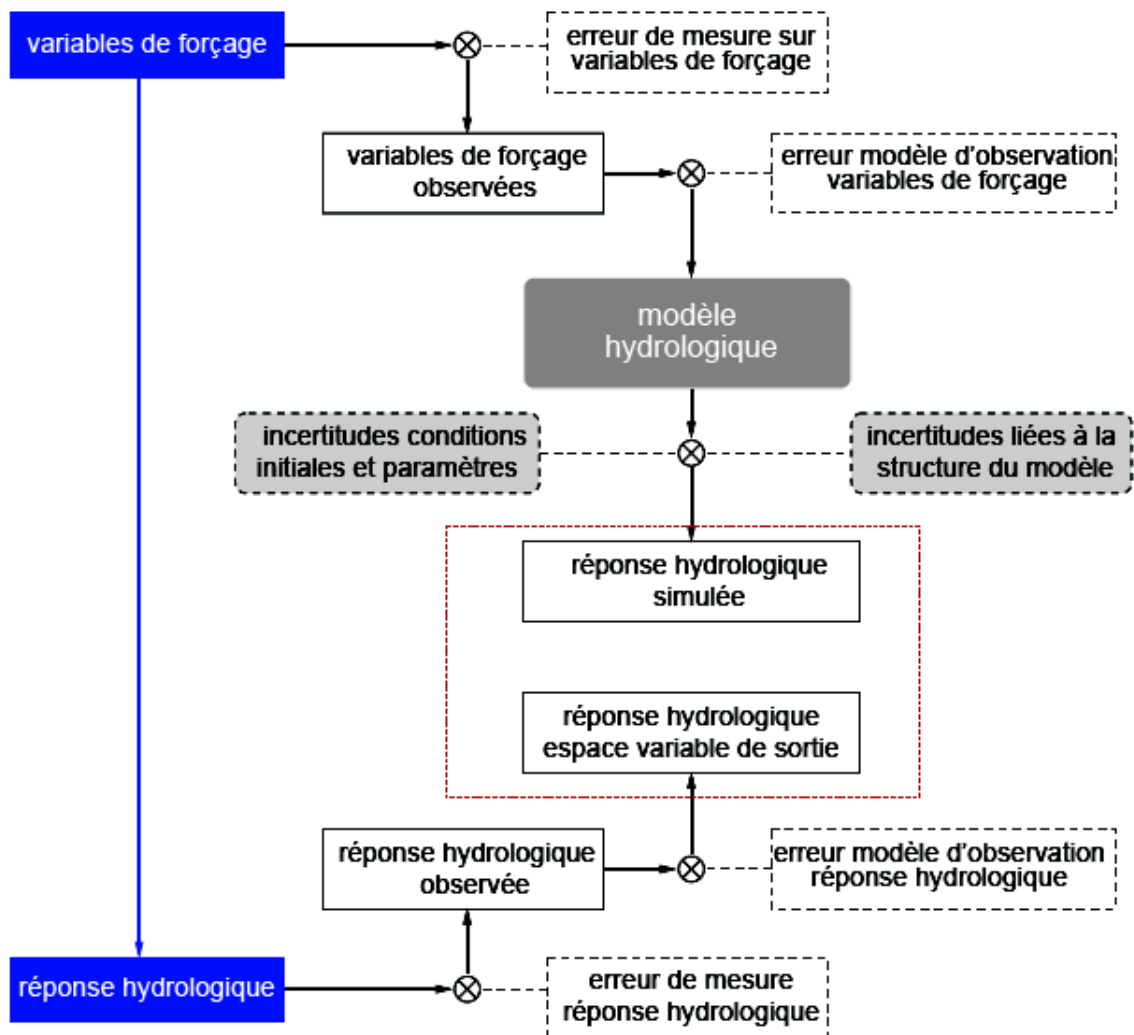 variables de forçage
erreur de mesure sur
variables de forçage
variables de forçage
observées
erreur modèle d'observation
variables de forçage
modèle
hydrologique
incertitudes conditions
initiales et paramètres
incertitudes liées à la
structure du modèle
réponse hydrologique
simulée
réponse hydrologique
espace variable de sortie
réponse hydrologique
observée
erreur modèle d'observation
réponse hydrologique
réponse hydrologique
erreur de mesure
réponse hydrologique